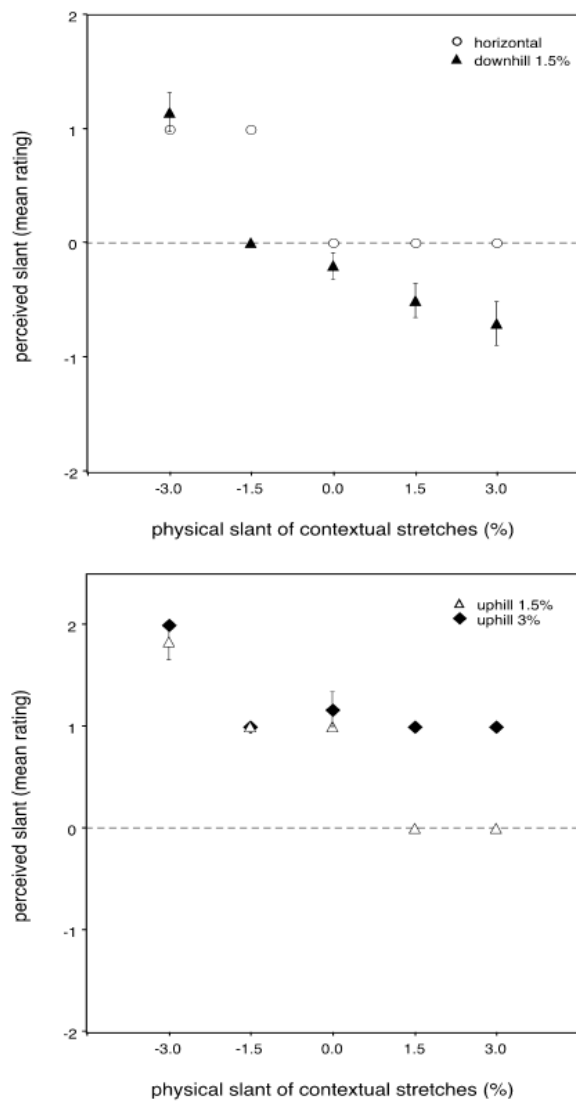 2
horizontal
downhill 1.5%
1
0
-1
-2
perceived slant (mean rating)
-3.0 -1.5 0.0 1.5 3.0
physical slant of contextual stretches (%)
uphill 1.5%
uphill 3%
2
1
0
-1
-2
perceived slant (mean rating)
-3.0 -1.5 0.0 1.5 3.0
physical slant of contextual stretches (%)